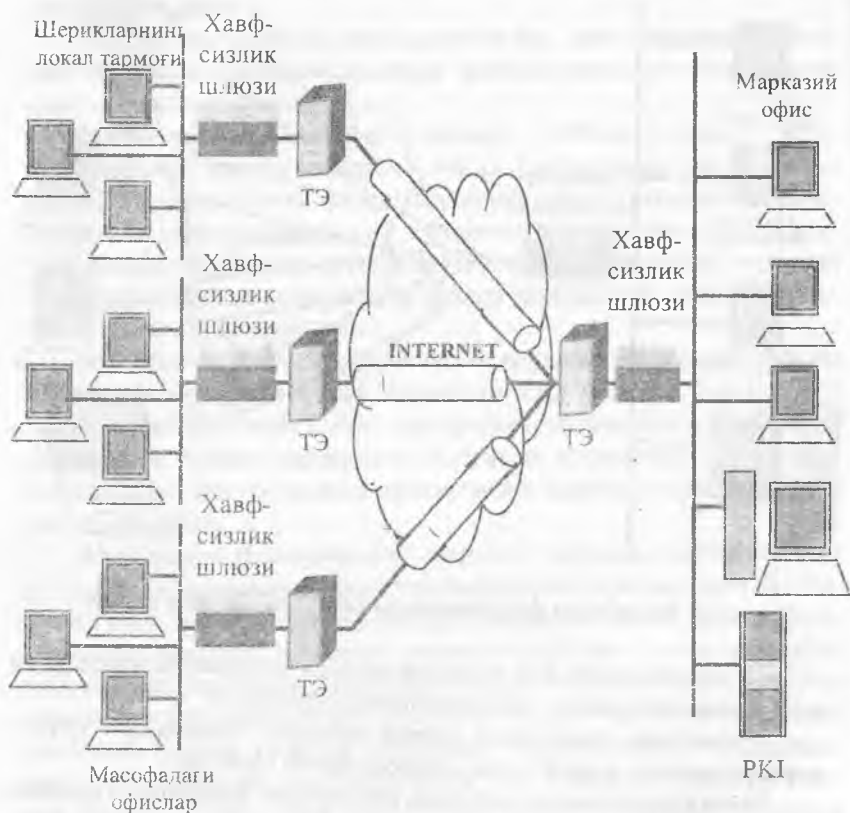 Шерикларнинг
локал тармоғи
Хавф-
сизлик
шлюзи
ТЭ
Марказий
офис
Хавф-
сизлик
шлюзи
Хавф-
сизлик
шлюзи
INTERNET
ТЭ
ТЭ
Хавф-
сизлик
шлюзи
ТЭ
Масофадаги
офислар
PKI